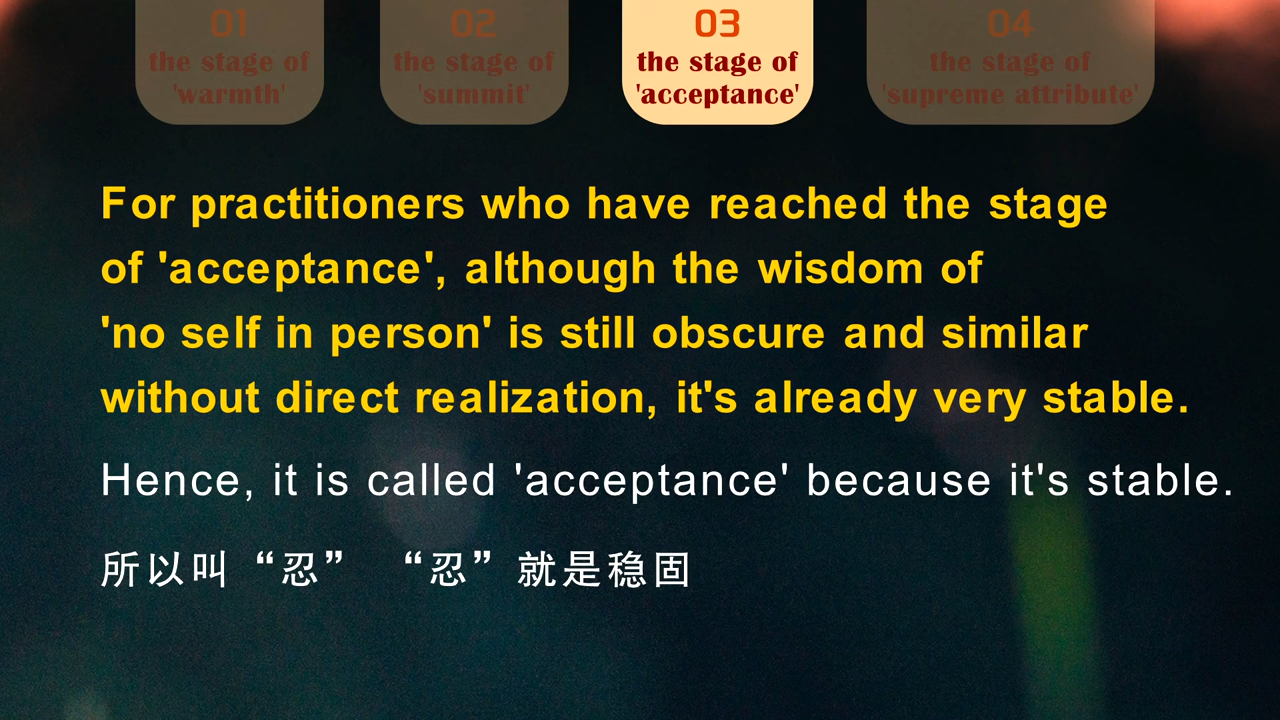 01
the stage of
'warmth'
02
the stage of
'summit'
03
the stage of
'acceptance'
04
the stage of
'supreme attribute'
For practitioners who have reached the stage
of 'acceptance', although the wisdom of
'no self in person' is still obscure and similar
without direct realization, it's already very stable.
Hence, it is called 'acceptance' because it's stable.
所以叫“忍” “忍”就是稳固